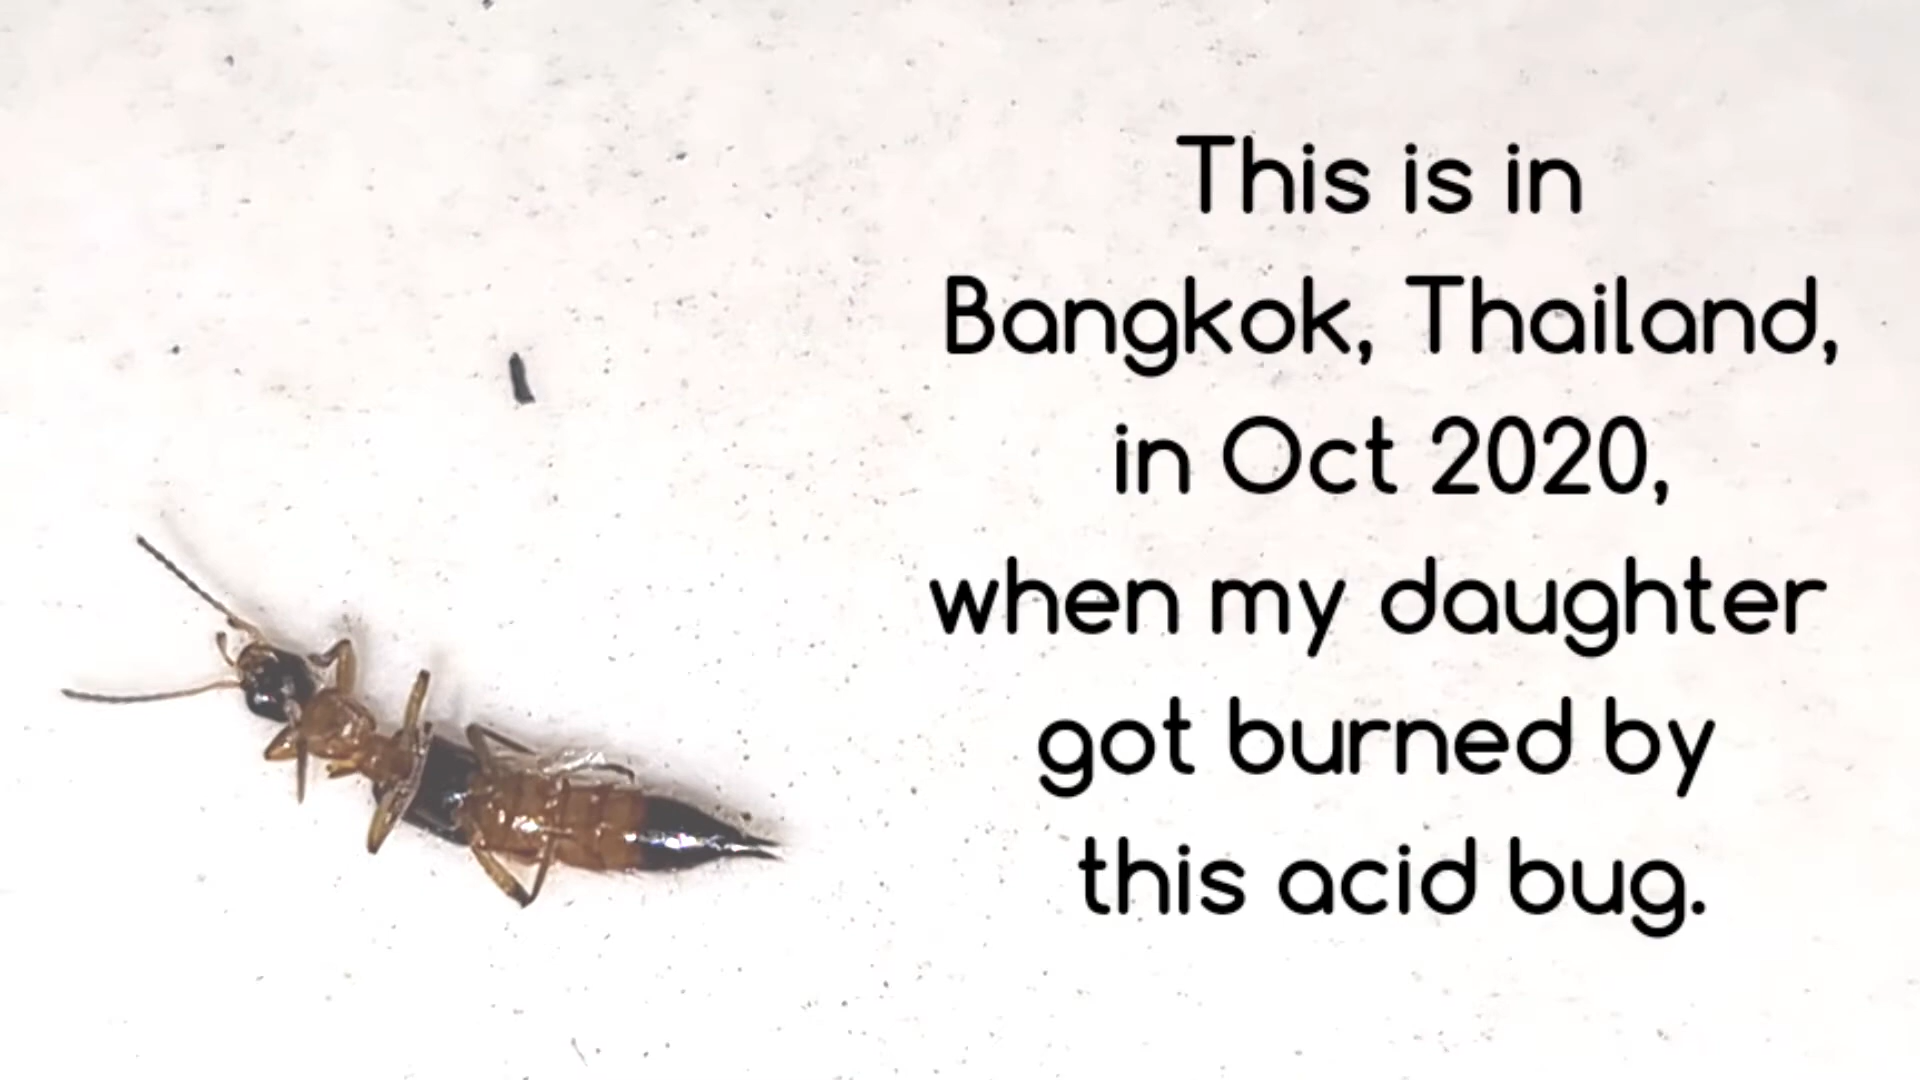 This is in
Bangkok, Thailand,
in Oct 2020,
when my daughter
got burned by
this acid bug.